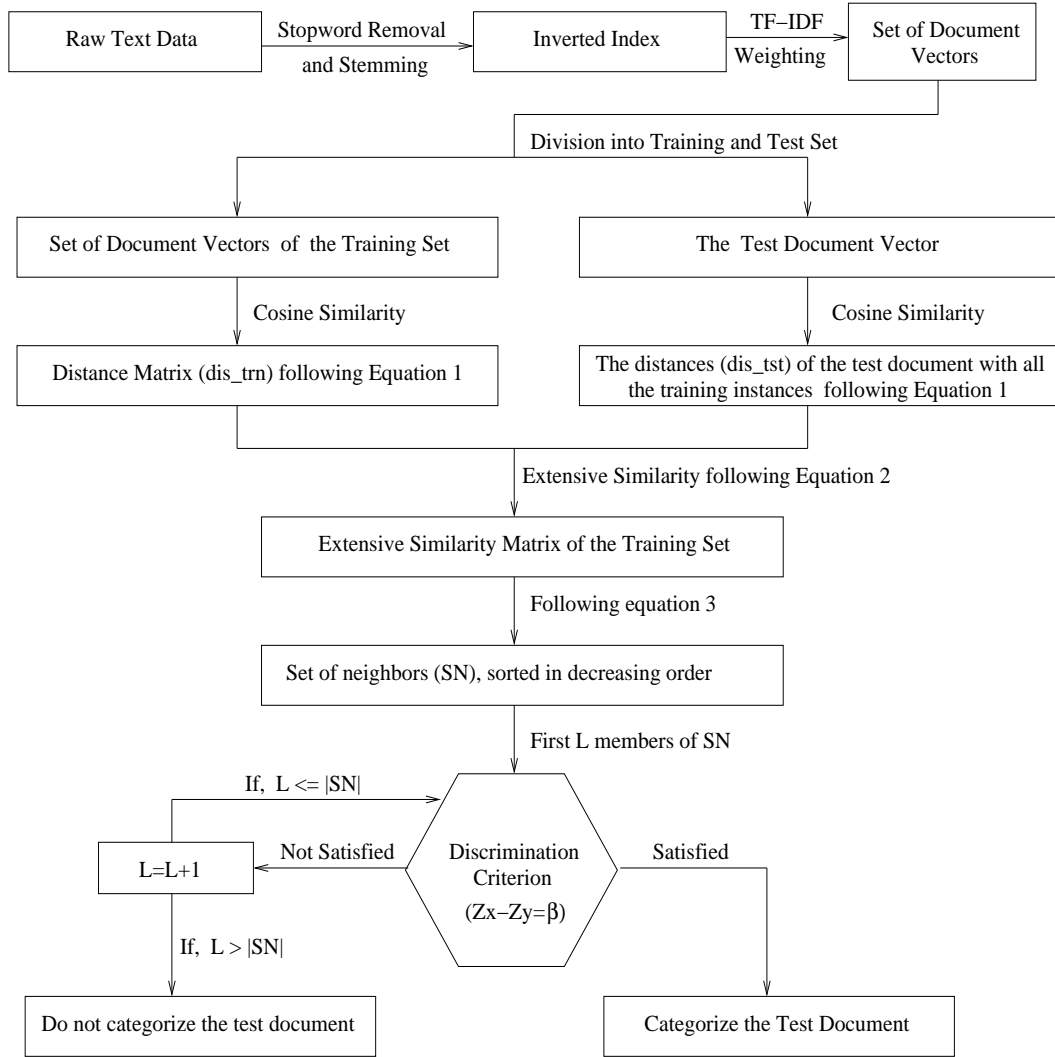 Raw Text Data
Stopword Removal
and Stemming
Inverted Index
TF−IDF
Weighting
Set of Document
Vectors
Division into Training and Test Set
Set of Document Vectors of the Training Set
The Test Document Vector
Cosine Similarity
Cosine Similarity
Distance Matrix (dis_trn) following Equation 1
The distances (dis_tst) of the test document with all
the training instances following Equation 1
Extensive Similarity following Equation 2
Extensive Similarity Matrix of the Training Set
Following equation 3
Set of neighbors (SN), sorted in decreasing order
First L members of SN
If, L <= |SN|
Not Satisfied
L=L+1
Discrimination
Criterion
(Zx−Zy=β)
Satisfied
If, L > |SN|
Do not categorize the test document
Categorize the Test Document